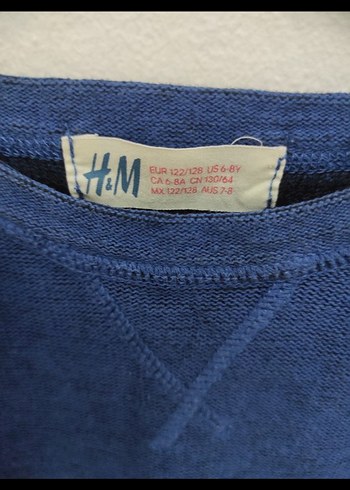 H&M
EUR 122/128 US 6-8Y
CA 6-8A CN 130/64
MX 122/128 AUS 7-8